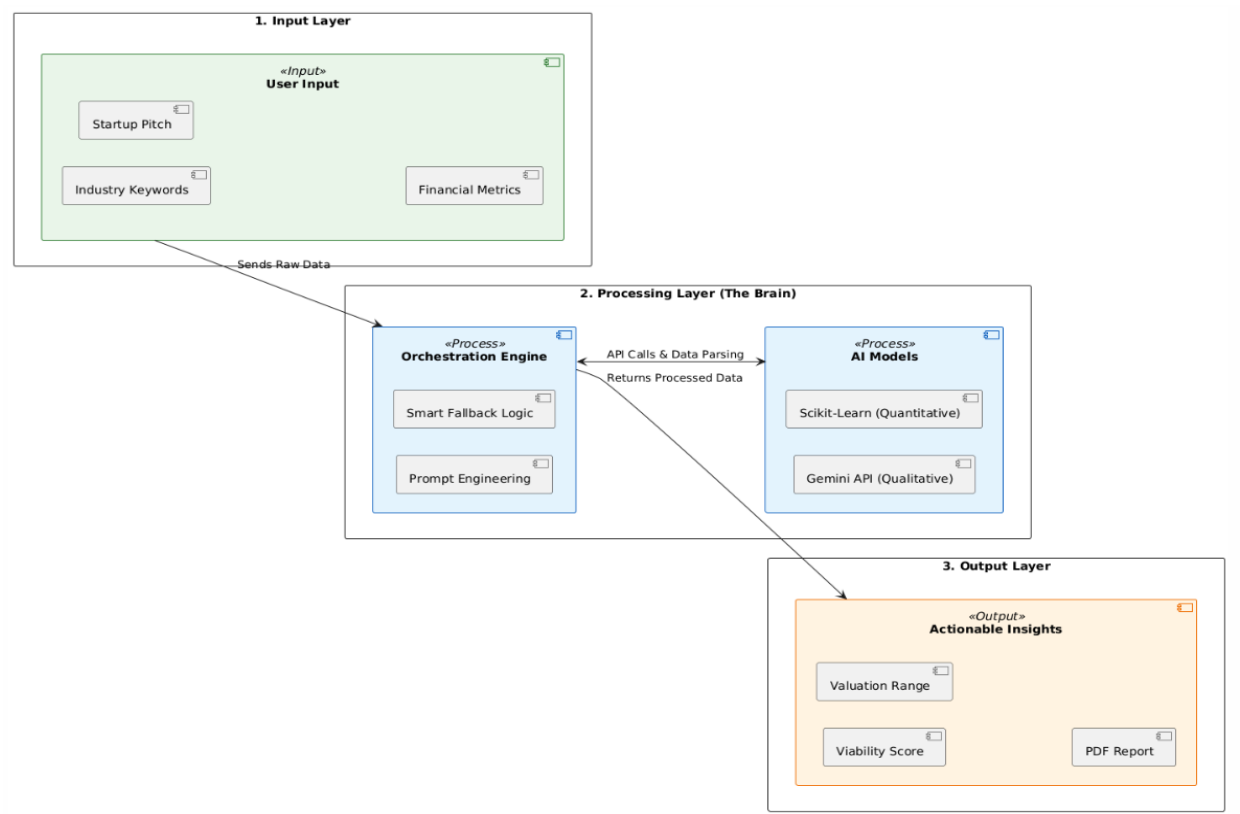 1. Input Layer
«Input»
User Input
Startup Pitch
Industry Keywords
Financial Metrics
Sends Raw Data
2. Processing Layer (The Brain)
«Process»
Orchestration Engine
Smart Fallback Logic
Prompt Engineering
API Calls & Data Parsing
Returns Processed Data
«Process»
AI Models
Scikit-Learn (Quantitative)
Gemini API (Qualitative)
3. Output Layer
«Output»
Actionable Insights
Valuation Range
Viability Score
PDF Report